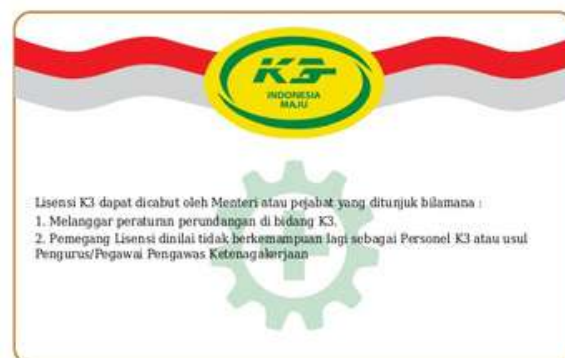 K3
INDONESIA
MAJU
Lisensi K3 dapat dicabut oleh Menteri atau pejabat yang ditunjuk bilamana :
1. Melanggar peraturan perundangan di bidang K3.
2. Pemegang Lisensi dinilai tidak berkemampuan lagi sebagai Personel K3 atau usul
Pengurus/Pegawai Pengawas Ketenagakerjaan